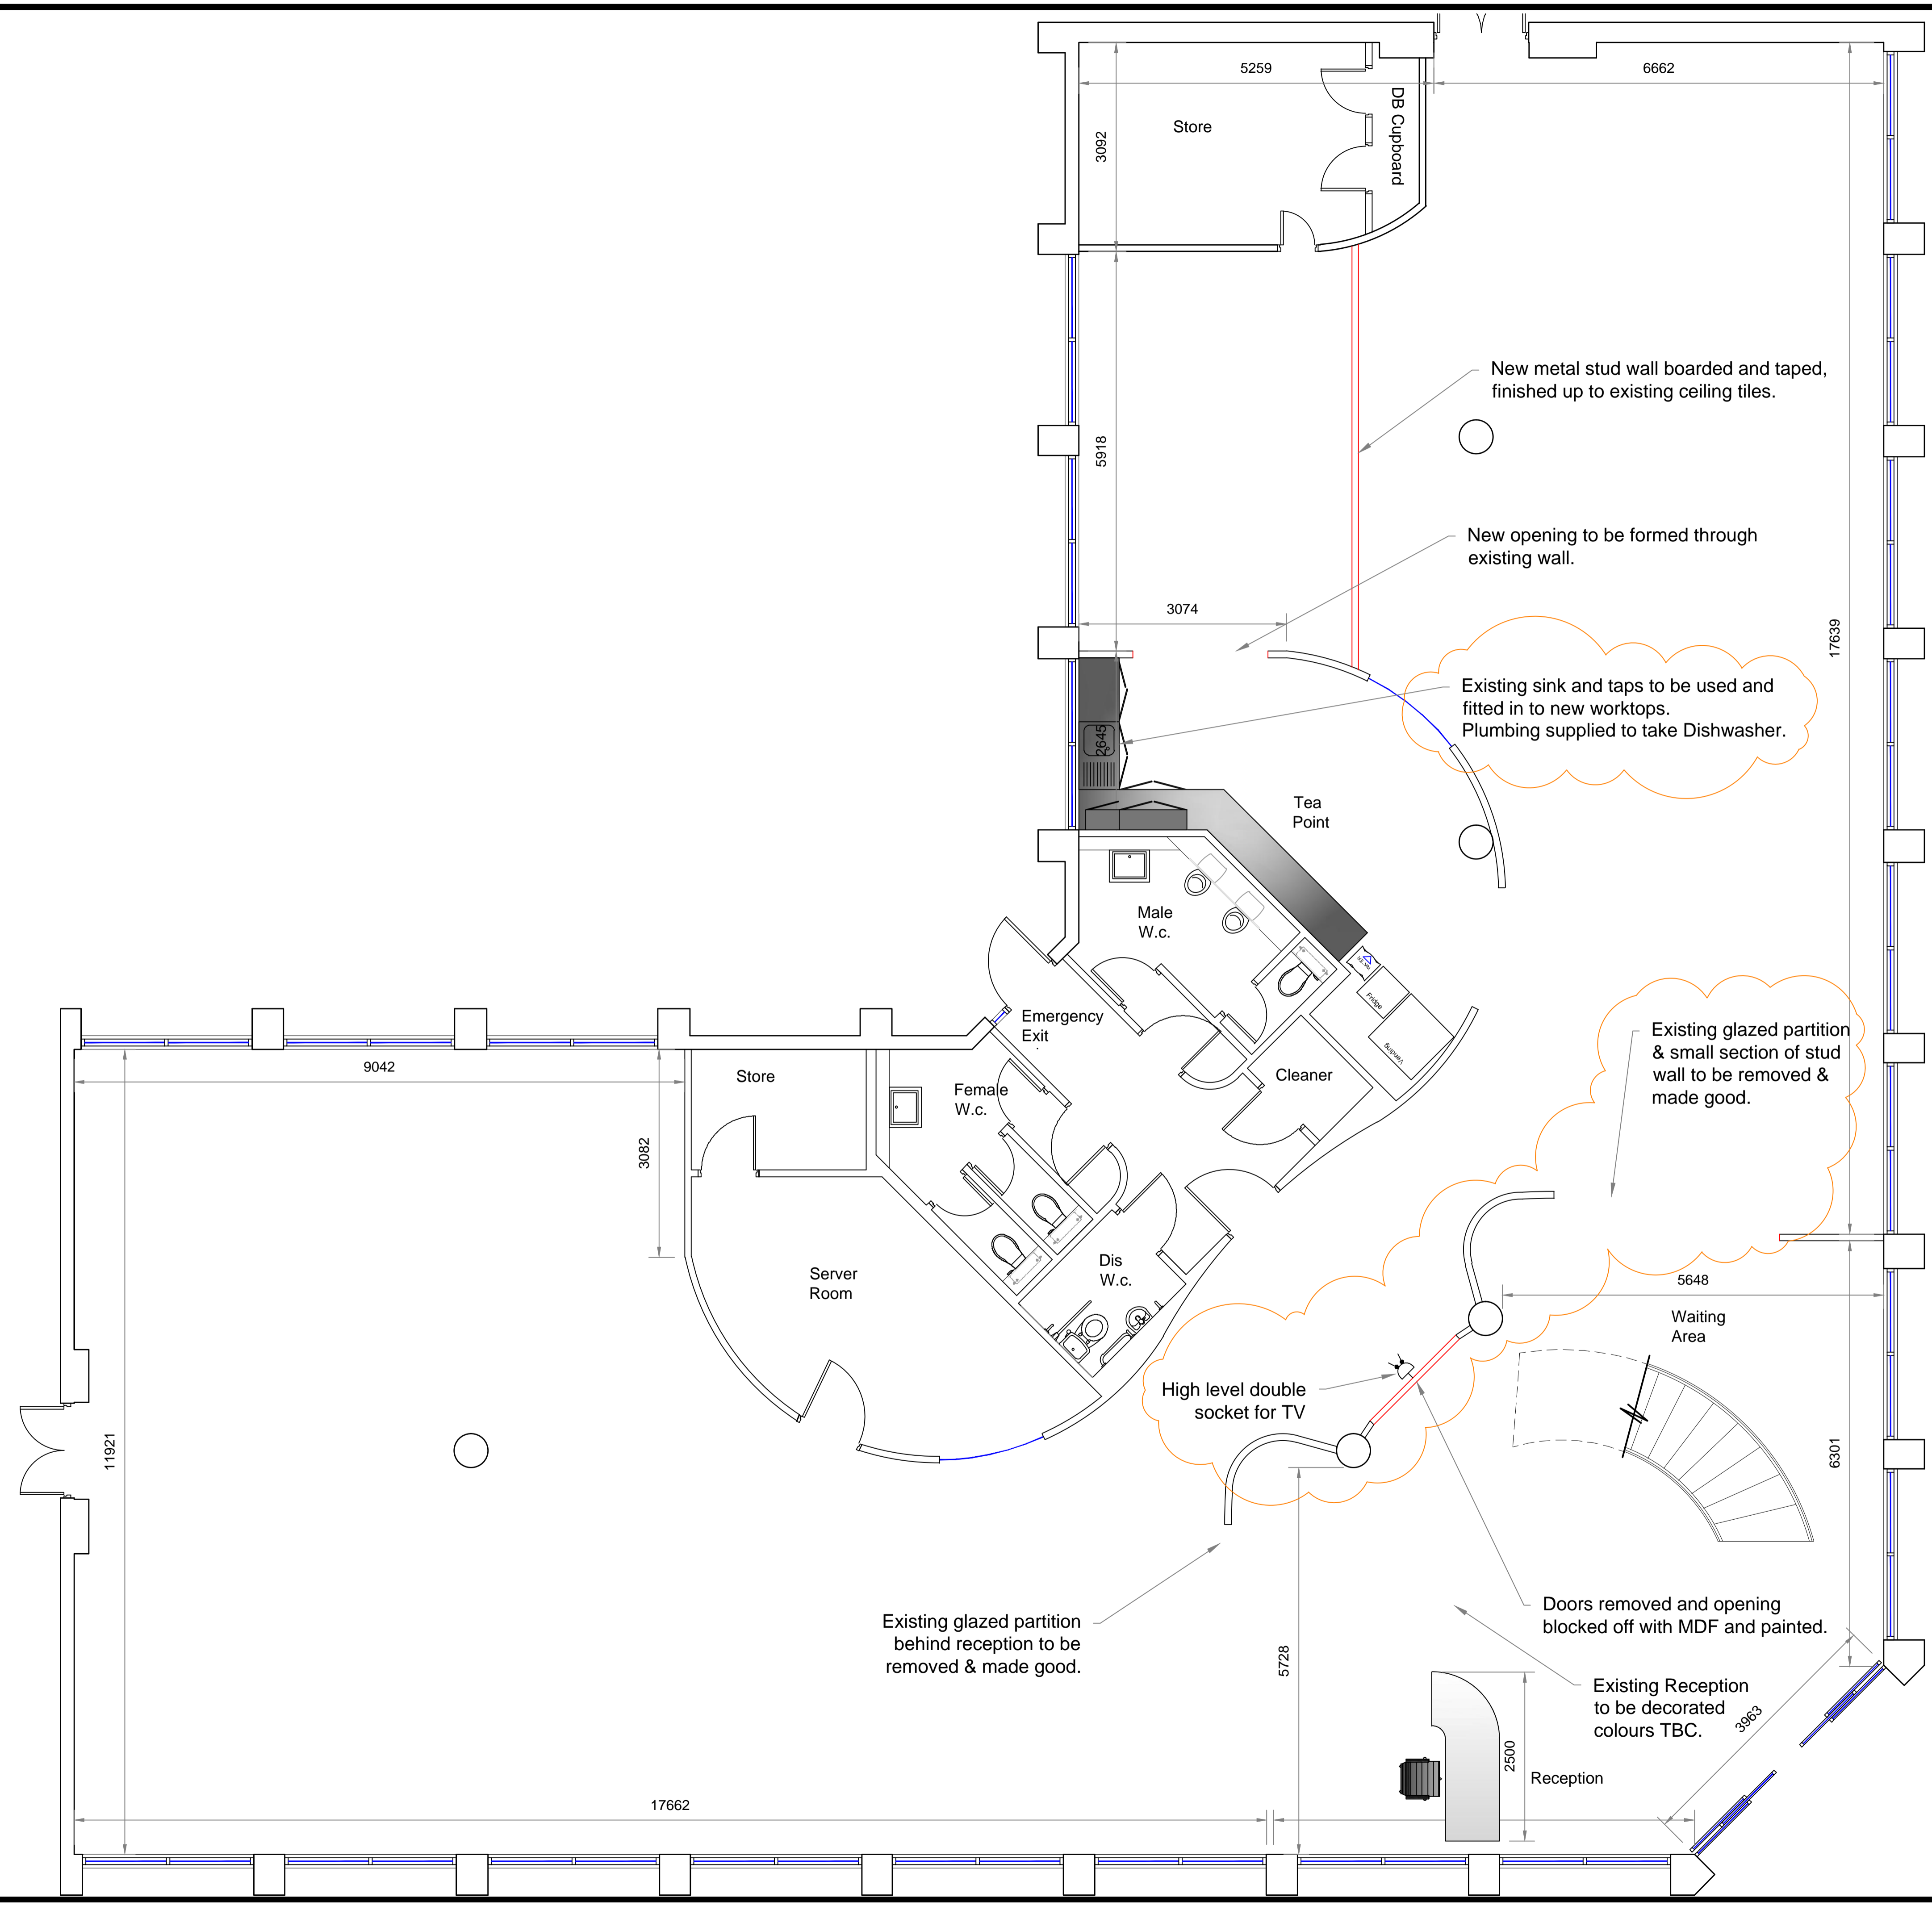 5259
6662
Store
DB Cupboard
3092
New metal stud wall boarded and taped,
finished up to existing ceiling tiles.
5918
New opening to be formed through
existing wall.
3074
17639
Existing sink and taps to be used and
fitted in to new worktops.
Plumbing supplied to take Dishwasher.
2645
Tea
Point
Male
W.c.
Fridge
Vending
Emergency
Exit
Existing glazed partition
& small section of stud
wall to be removed &
made good.
9042
Store
Female
W.c.
Cleaner
3082
Dis
W.c.
Server
Room
5648
Waiting
Area
High level double
socket for TV
11921
6301
Existing glazed partition
behind reception to be
removed & made good.
Doors removed and opening
blocked off with MDF and painted.
5728
Existing Reception
to be decorated
colours TBC.
3963
2500
Reception
17662